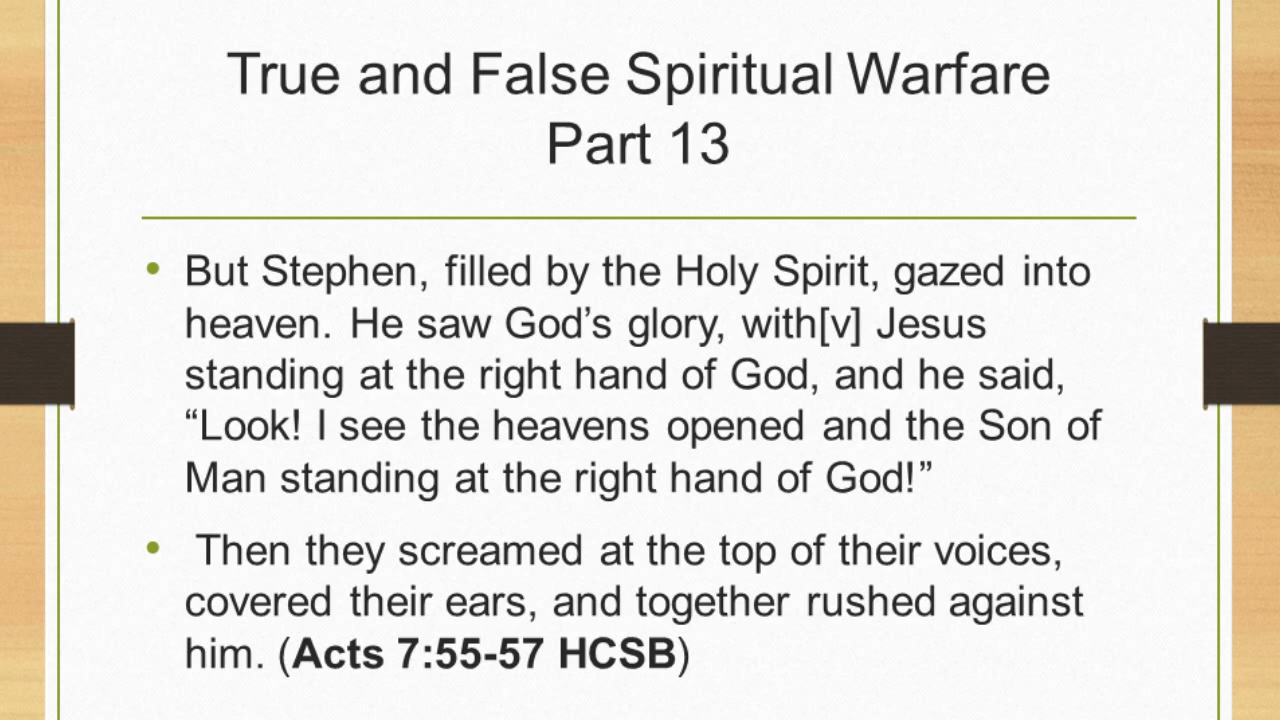 True and False Spiritual Warfare
Part 13
• But Stephen, filled by the Holy Spirit, gazed into
heaven. He saw God’s glory, with[v] Jesus
standing at the right hand of God, and he said,
“Look! I see the heavens opened and the Son of
Man standing at the right hand of God!”
• Then they screamed at the top of their voices,
covered their ears, and together rushed against
him. (Acts 7:55-57 HCSB)